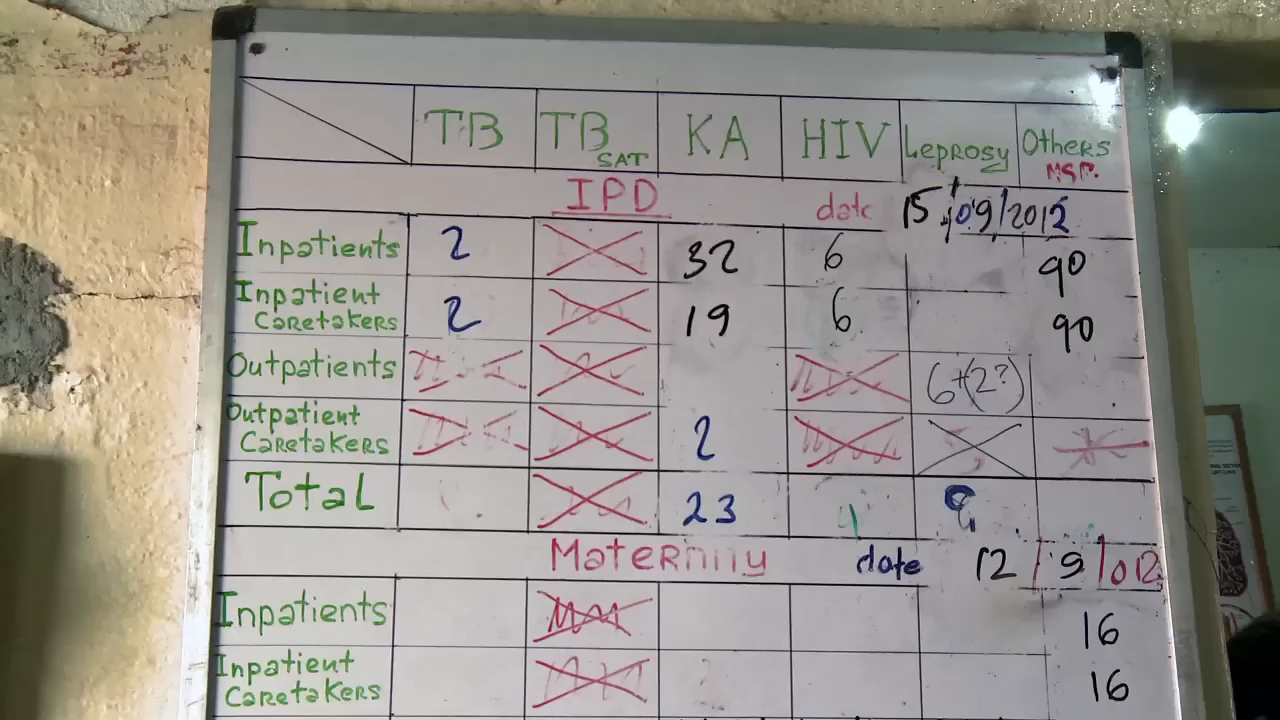 TB TB SAT KA HIV Leprosy Others MSP.
IPD date 15/09/2012
Inpatients 2 32 6 90
Inpatient Caretakers 2 19 6 90
Outpatients 6+(2?)
Outpatient Caretakers 2
Total 23
Maternity date 12/9/012
Inpatients 16
Inpatient Caretakers 16